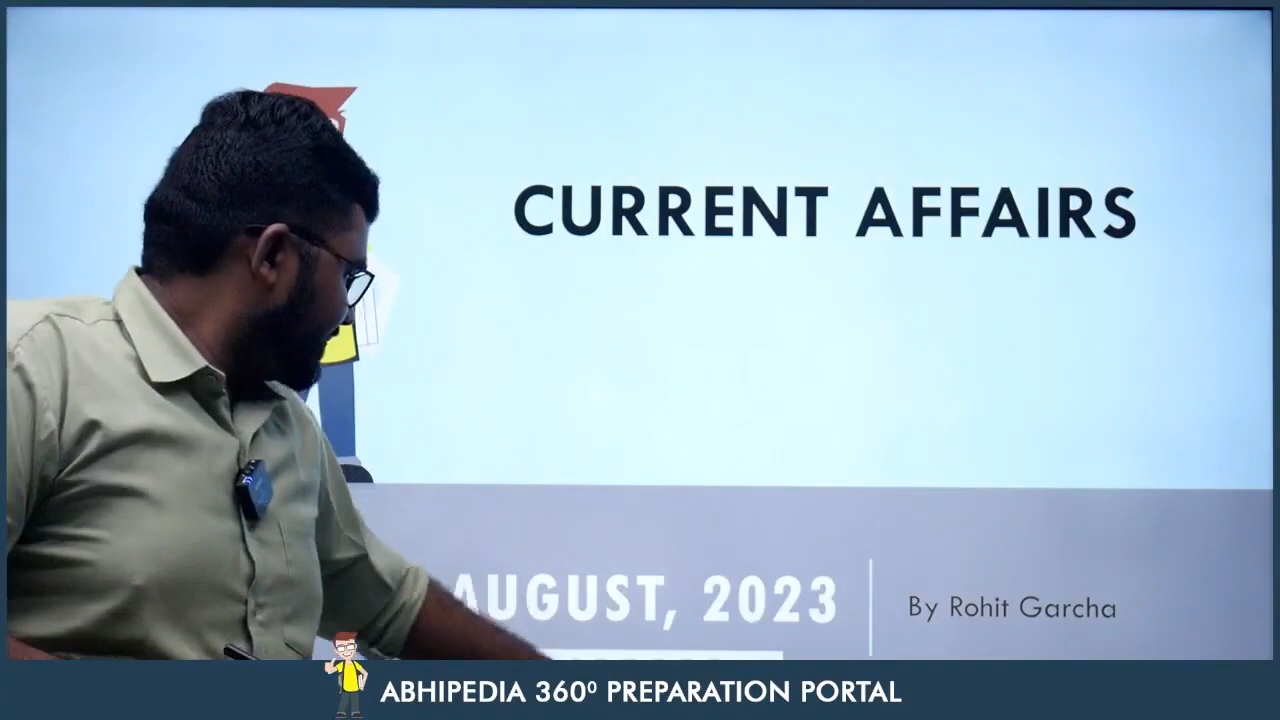 CURRENT AFFAIRS
AUGUST, 2023
By Rohit Garcha
ABHIPEDIA 360⁰ PREPARATION PORTAL